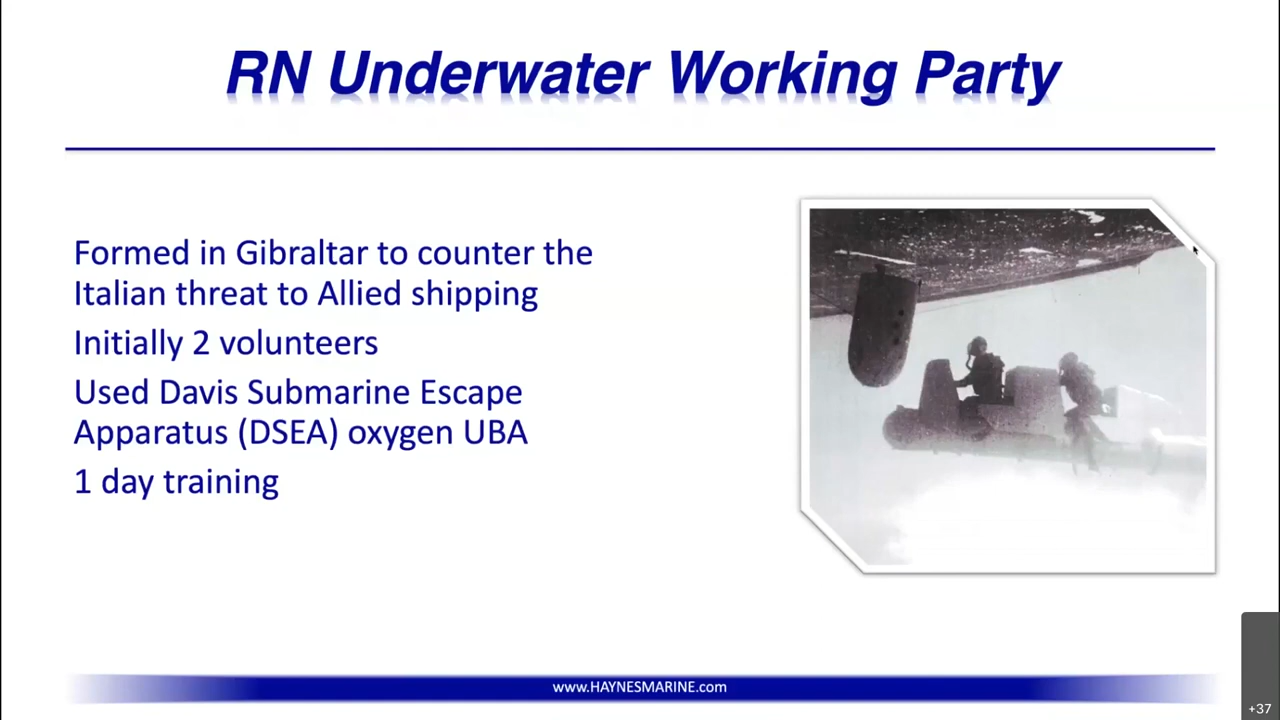 RN Underwater Working Party
Formed in Gibraltar to counter the
Italian threat to Allied shipping
Initially 2 volunteers
Used Davis Submarine Escape
Apparatus (DSEA) oxygen UBA
1 day training
www.HAYNESMARINE.com
+37